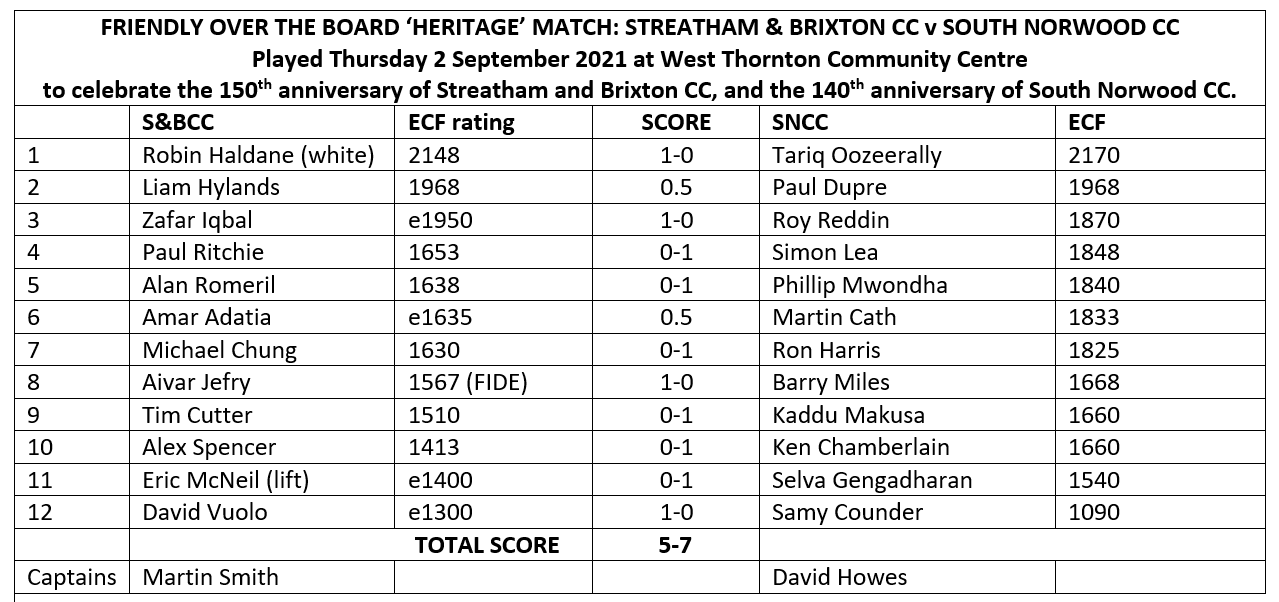 FRIENDLY OVER THE BOARD ‘HERITAGE’ MATCH: STREATHAM & BRIXTON CC v SOUTH NORWOOD CC
Played Thursday 2 September 2021 at West Thornton Community Centre
to celebrate the 150th anniversary of Streatham and Brixton CC, and the 140th anniversary of South Norwood CC.
S&BCC ECF rating SCORE SNCC ECF
1 Robin Haldane (white) 2148 1-0 Tariq Oozeerally 2170
2 Liam Hylands 1968 0.5 Paul Dupre 1968
3 Zafar Iqbal e1950 1-0 Roy Reddin 1870
4 Paul Ritchie 1653 0-1 Simon Lea 1848
5 Alan Romeril 1638 0-1 Phillip Mwondha 1840
6 Amar Adatia e1635 0.5 Martin Cath 1833
7 Michael Chung 1630 0-1 Ron Harris 1825
8 Aivar Jefry 1567 (FIDE) 1-0 Barry Miles 1668
9 Tim Cutter 1510 0-1 Kaddu Makusa 1660
10 Alex Spencer 1413 0-1 Ken Chamberlain 1660
11 Eric McNeil (lift) e1400 0-1 Selva Gengadharan 1540
12 David Vuolo e1300 1-0 Samy Counder 1090
TOTAL SCORE 5-7
Captains Martin Smith David Howes